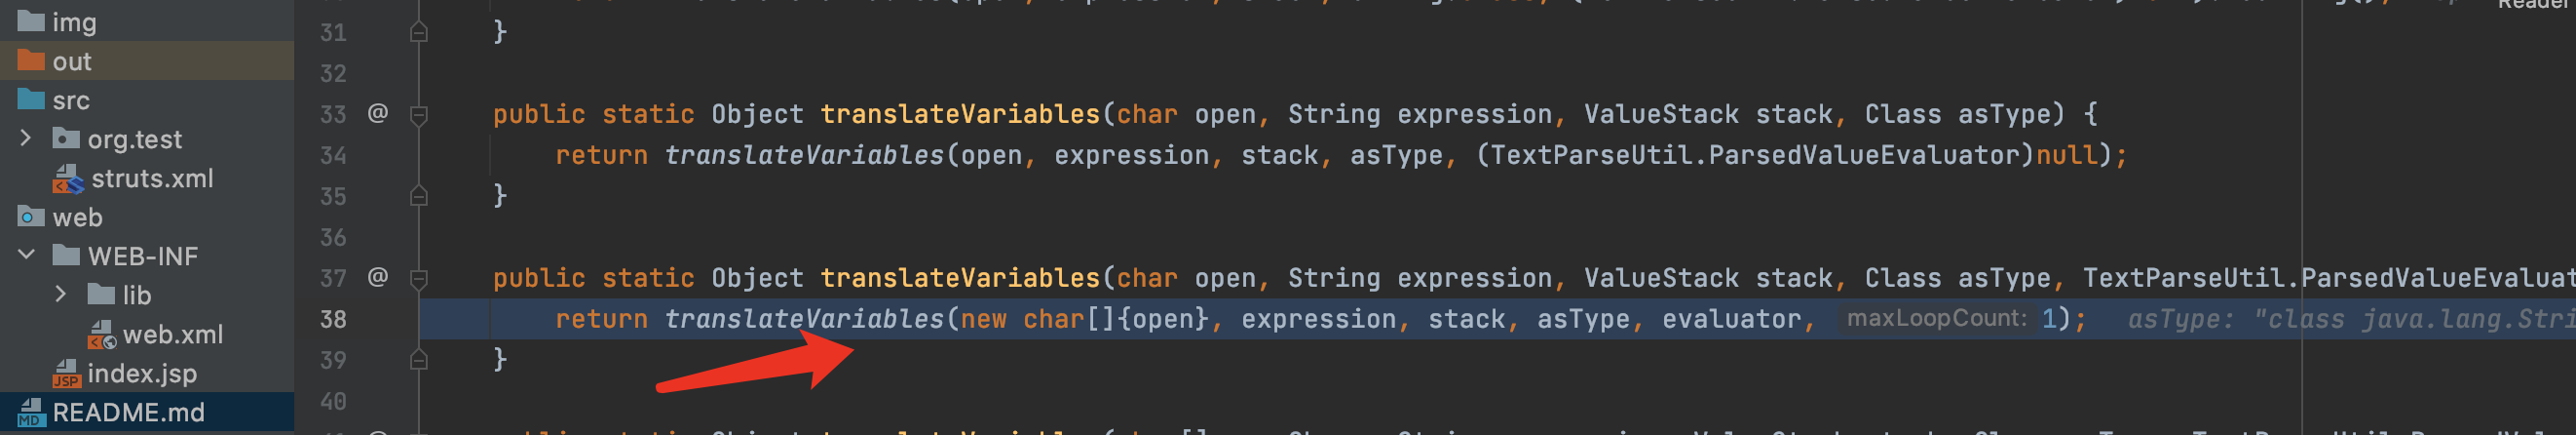 img
out
src
org.test
struts.xml
web
WEB-INF
lib
web.xml
index.jsp
README.md
Reader
31 }
32
33 @ public static Object translateVariables(char open, String expression, ValueStack stack, Class asType) {
34 return translateVariables(open, expression, stack, asType, (TextParseUtil.ParsedValueEvaluator)null);
35 }
36
37 @ public static Object translateVariables(char open, String expression, ValueStack stack, Class asType, TextParseUtil.ParsedValueEvaluat
38 return translateVariables(new char[]{open}, expression, stack, asType, evaluator, maxLoopCount: 1); asType: "class java.lang.Stri
39 }
40